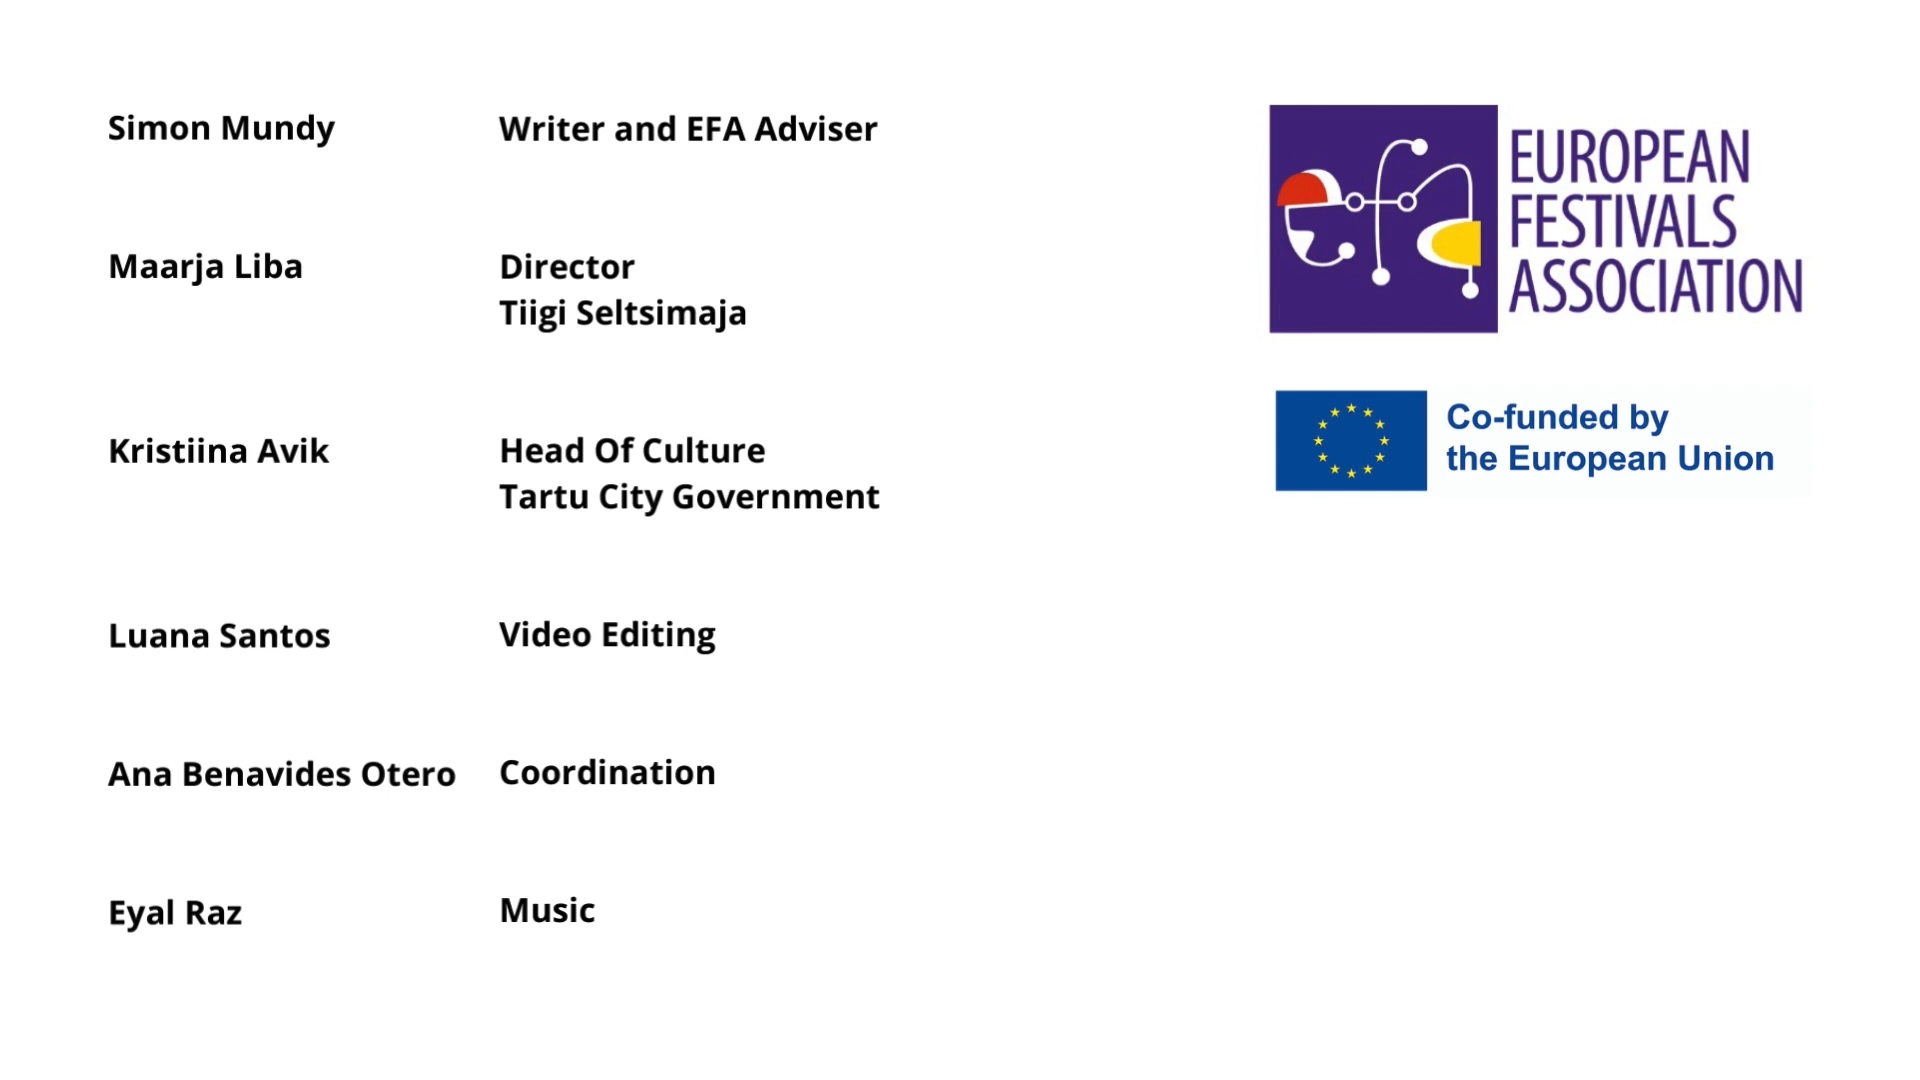 Simon Mundy
Writer and EFA Adviser
Maarja Liba
Director
Tiigi Seltsimaja
Kristiina Avik
Head Of Culture
Tartu City Government
Luana Santos
Video Editing
Ana Benavides Otero
Coordination
Eyal Raz
Music
EUROPEAN
FESTIVALS
ASSOCIATION
Co-funded by
the European Union